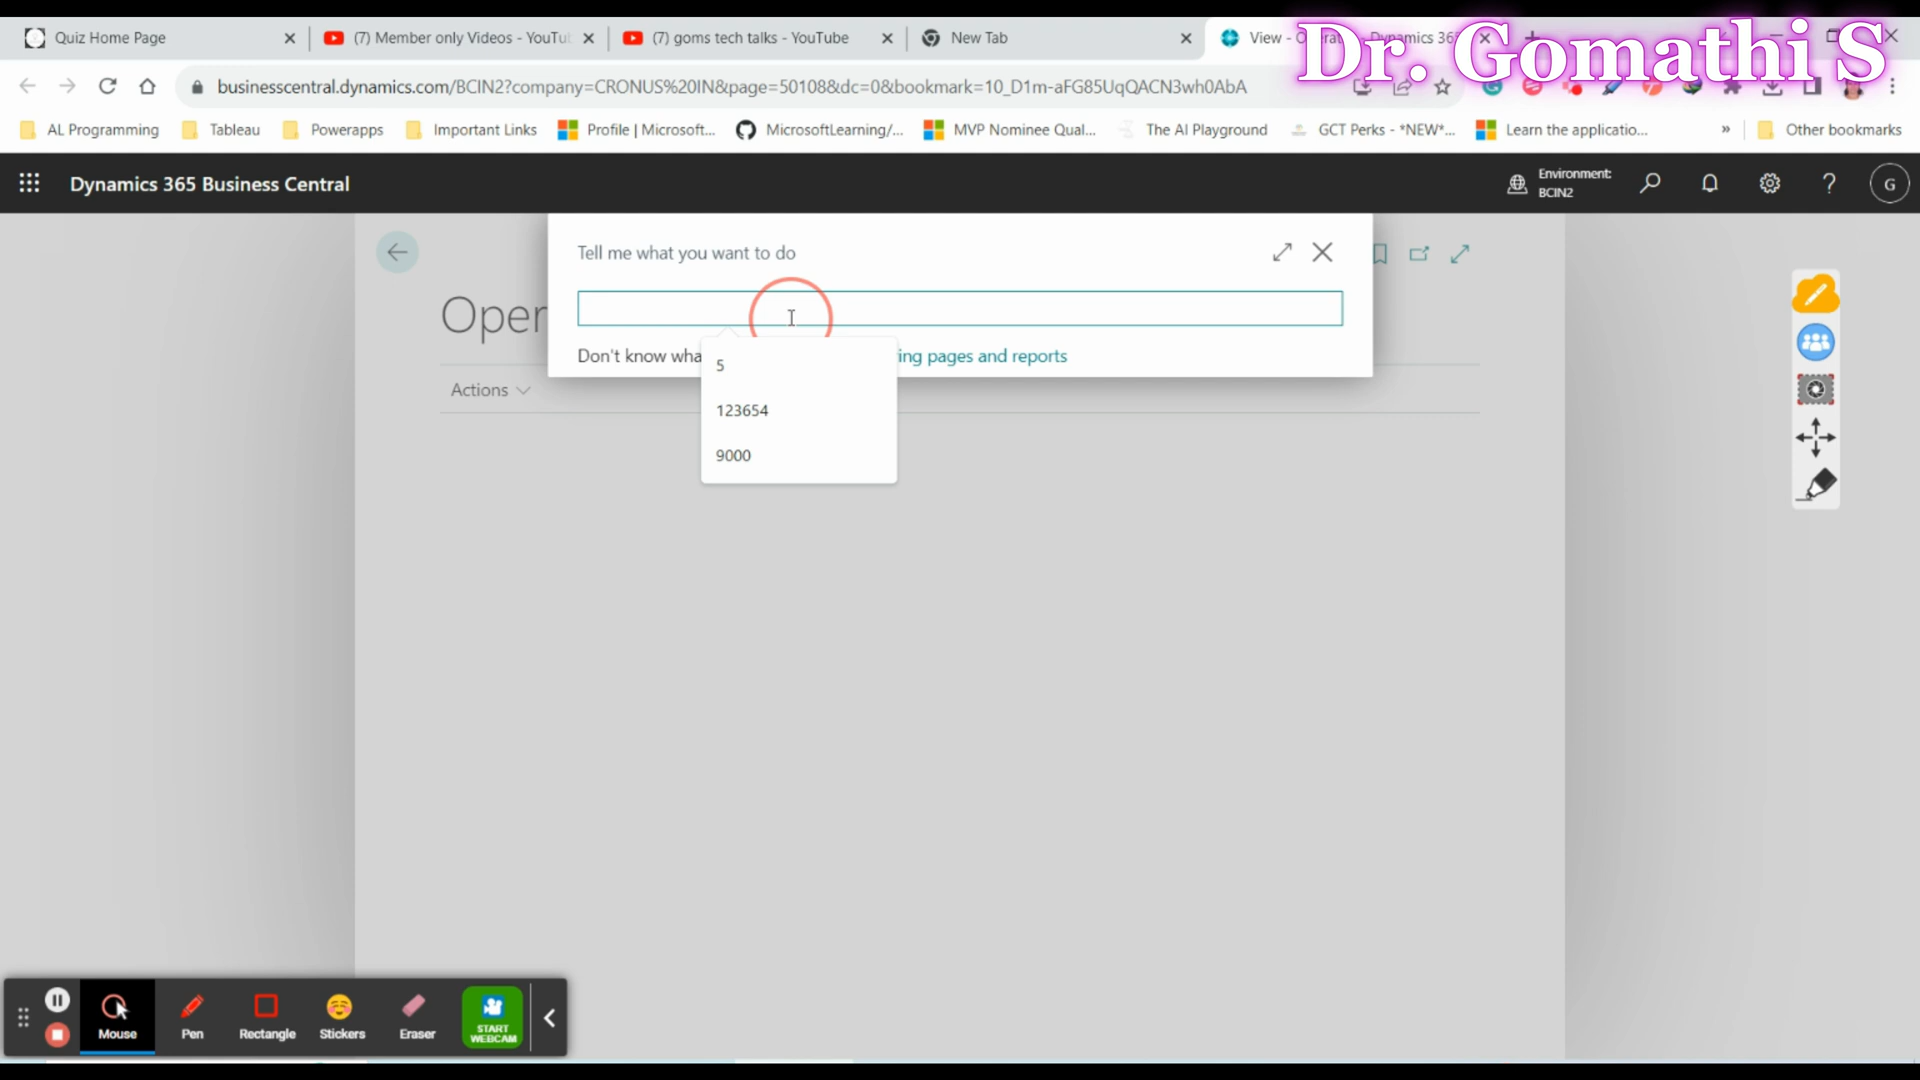 Quiz Home Page
(7) Member only Videos - YouTu
(7) goms tech talks - YouTube
New Tab
View - Opera
Dynamics 36
Dr. Gomathi S
businesscentral.dynamics.com/BCIN2?company=CRONUS%20IN&page=50108&dc=0&bookmark=10_D1m-aFG85UqQACN3wh0AbA
AL Programming
Tableau
Powerapps
Important Links
Profile | Microsoft...
MicrosoftLearning/...
MVP Nominee Qual...
The AI Playground
GCT Perks - *NEW*...
Learn the applicatio...
»
Other bookmarks
Dynamics 365 Business Central
Environment:
BCIN2
?
G
Tell me what you want to do
Oper
Don't know wha
ing pages and reports
Actions
5
123654
9000
Mouse
Pen
Rectangle
Stickers
Eraser
START
WEBCAM